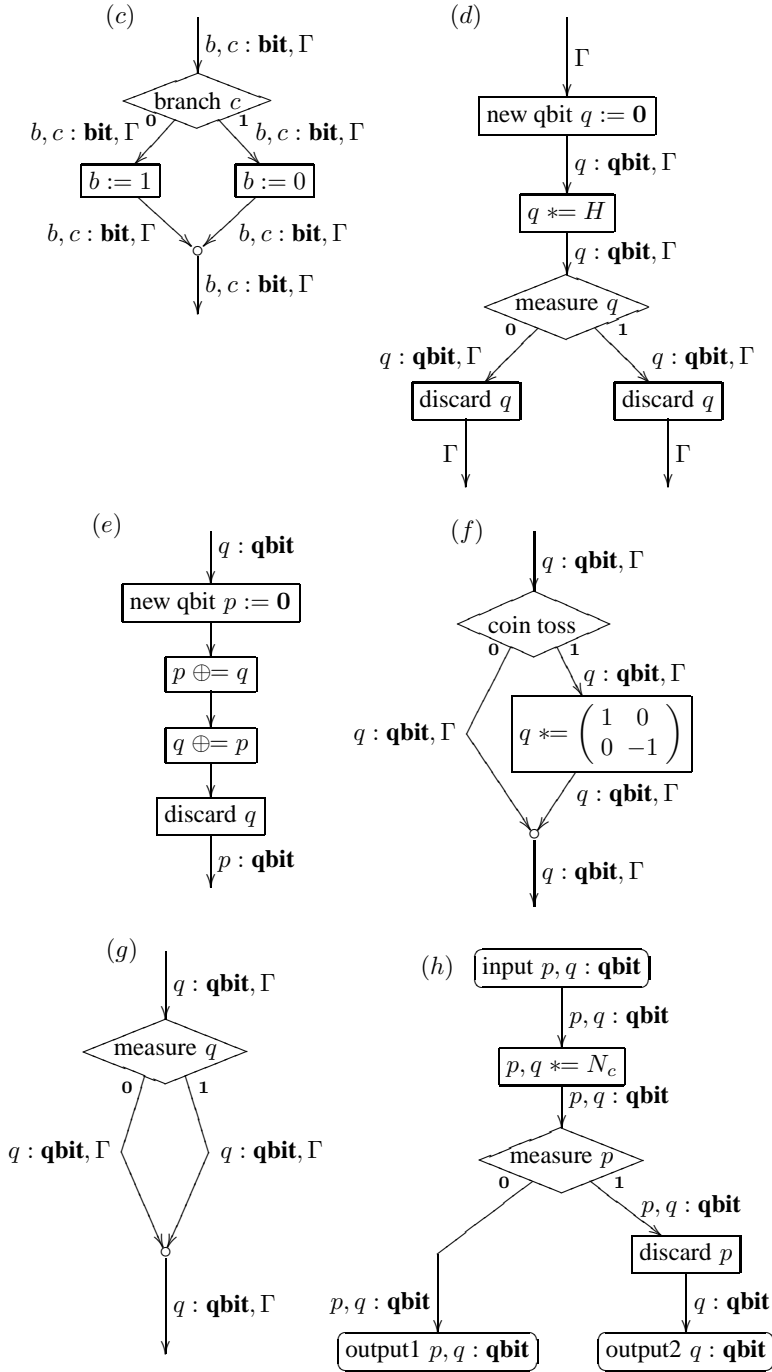 (c)
b, c : bit, Γ
branch c
0 1
b, c : bit, Γ b, c : bit, Γ
b := 1 b := 0
b, c : bit, Γ b, c : bit, Γ
b, c : bit, Γ
(d)
Γ
new qbit q := 0
q : qbit, Γ
q *= H
q : qbit, Γ
measure q
0 1
q : qbit, Γ q : qbit, Γ
discard q discard q
Γ Γ
(e)
q : qbit
new qbit p := 0
p ⊕= q
q ⊕= p
discard q
p : qbit
(f)
q : qbit, Γ
coin toss
0 1
q : qbit, Γ
q *= ( 1 0
0 −1 )
q : qbit, Γ
q : qbit, Γ
q : qbit, Γ
(g)
q : qbit, Γ
measure q
0 1
q : qbit, Γ q : qbit, Γ
q : qbit, Γ
(h)
input p, q : qbit
p, q : qbit
p, q *= N_c
p, q : qbit
measure p
0 1
p, q : qbit
discard p
p, q : qbit q : qbit
output1 p, q : qbit output2 q : qbit